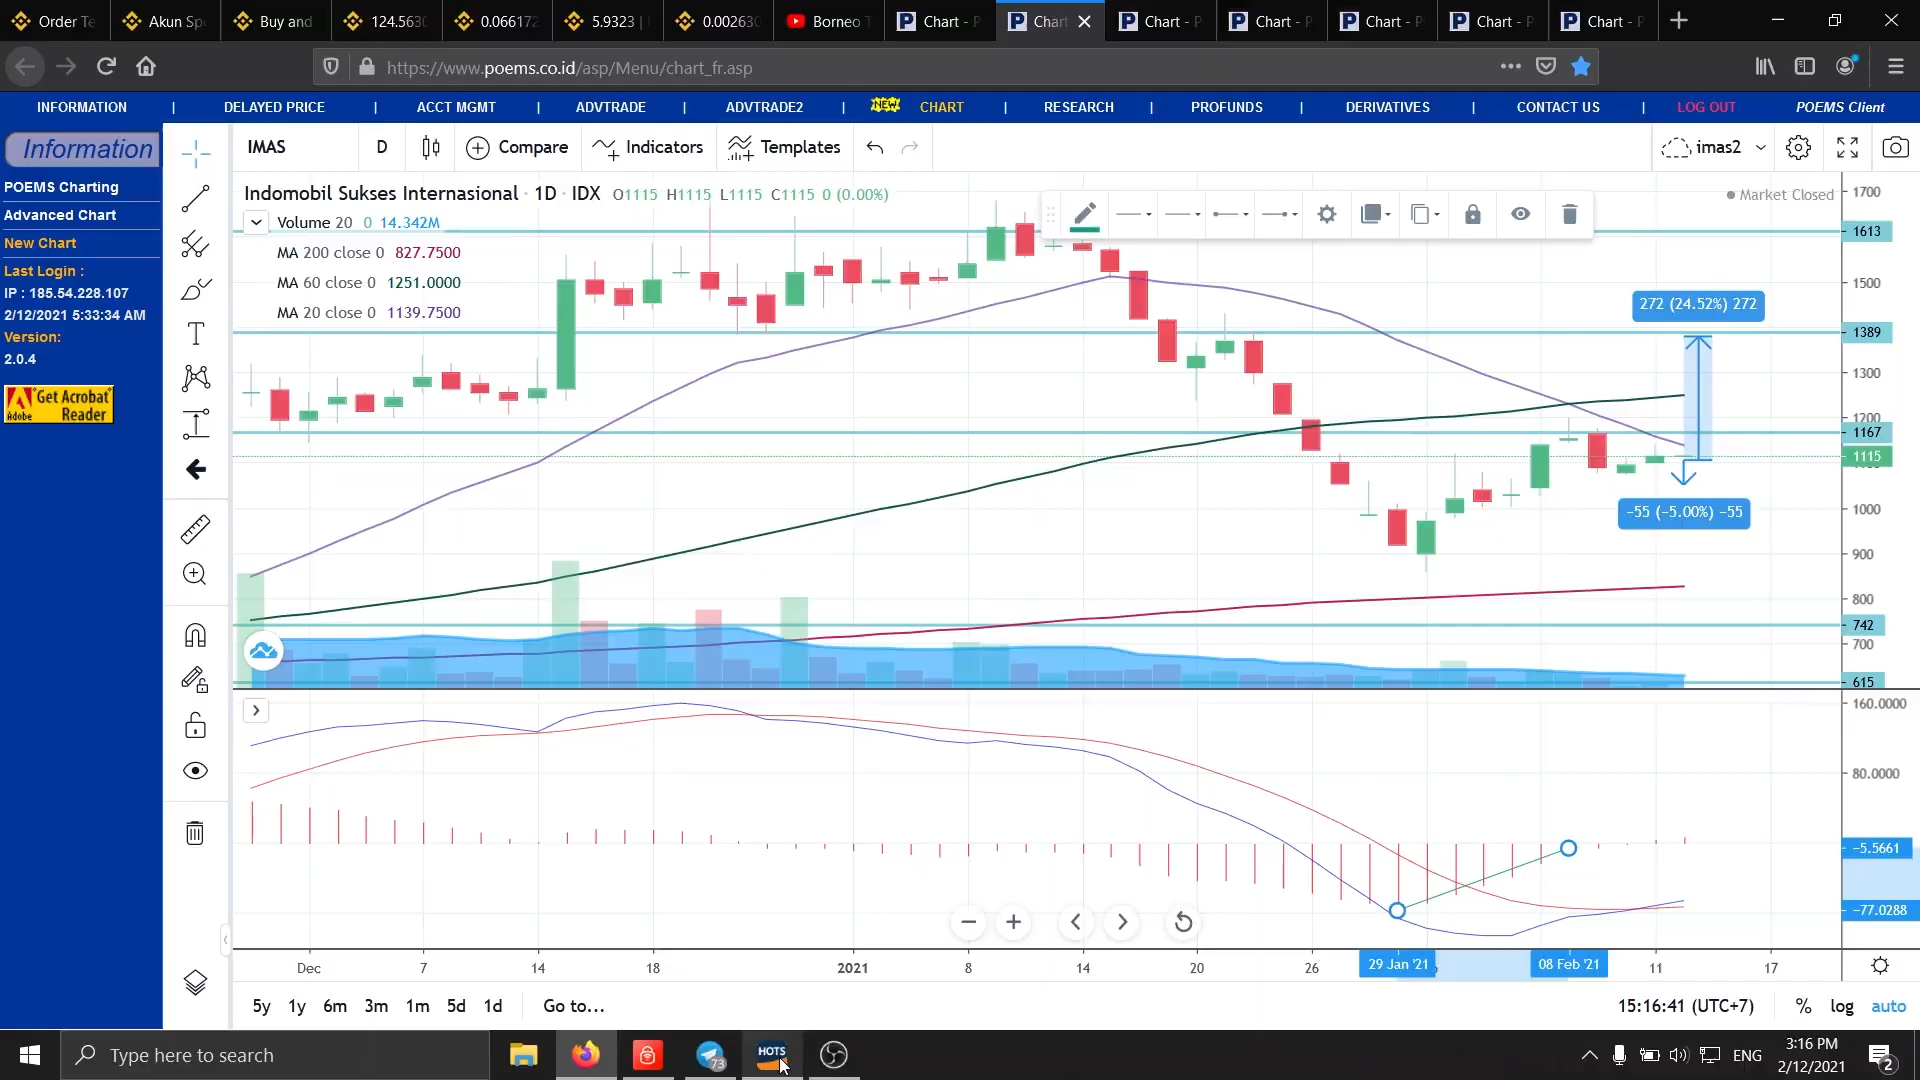 Order Te
Akun Sp
Buy and
124.563
0.066172
5.9323 |
0.00263
Borneo T
Chart - P
Chart
Chart - P
Chart - P
Chart - P
Chart - P
Chart - P
https://www.poems.co.id/asp/Menu/chart_fr.asp
INFORMATION | DELAYED PRICE | ACCT MGMT | ADVTRADE | ADVTRADE2 | NEW CHART | RESEARCH | PROFUNDS | DERIVATIVES | CONTACT US | LOG OUT POEMS Client
Information
POEMS Charting
Advanced Chart
New Chart
Last Login :
IP : 185.54.228.107
2/12/2021 5:33:34 AM
Version:
2.0.4
Get Acrobat
Adobe Reader
IMAS D Compare Indicators Templates imas2
Indomobil Sukses Internasional · 1D · IDX O1115 H1115 L1115 C1115 0 (0.00%)
Market Closed
Volume 20 0 14.342M
MA 200 close 0 827.7500
MA 60 close 0 1251.0000
MA 20 close 0 1139.7500
272 (24.52%) 272
−55 (−5.00%) −55
1700
1613
1500
1389
1300
1200
1167
1115
1000
900
800
742
700
615
160.0000
80.0000
−5.5661
−77.0288
Dec 7 14 18 2021 8 14 20 26 29 Jan '21 08 Feb '21 11 17
5y 1y 6m 3m 1m 5d 1d Go to... 15:16:41 (UTC+7) % log auto
Type here to search
73
HOTS
ENG
3:16 PM
2/12/2021
2